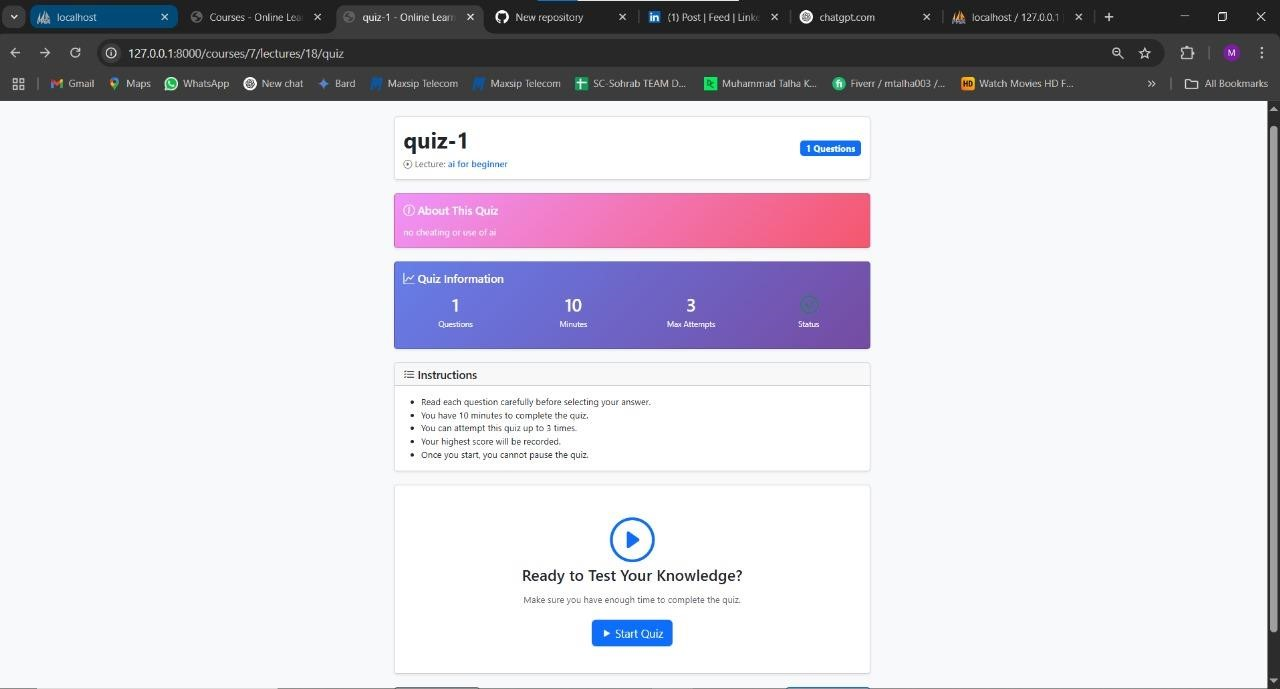 localhost
Courses - Online Lea
quiz-1 - Online Learn
New repository
(1) Post | Feed | Linke
chatgpt.com
localhost / 127.0.0.1
127.0.0.1:8000/courses/7/lectures/18/quiz
M
Gmail
Maps
WhatsApp
New chat
Bard
Maxsip Telecom
Maxsip Telecom
SC-Sohrab TEAM D...
Muhammad Talha K...
Fiverr / mtalha003 /...
HD
Watch Movies HD F...
All Bookmarks
quiz-1
1 Questions
Lecture: ai for beginner
About This Quiz
no cheating or use of ai
Quiz Information
1 10 3
Questions Minutes Max Attempts Status
Instructions
• Read each question carefully before selecting your answer.
• You have 10 minutes to complete the quiz.
• You can attempt this quiz up to 3 times.
• Your highest score will be recorded.
• Once you start, you cannot pause the quiz.
Ready to Test Your Knowledge?
Make sure you have enough time to complete the quiz.
Start Quiz